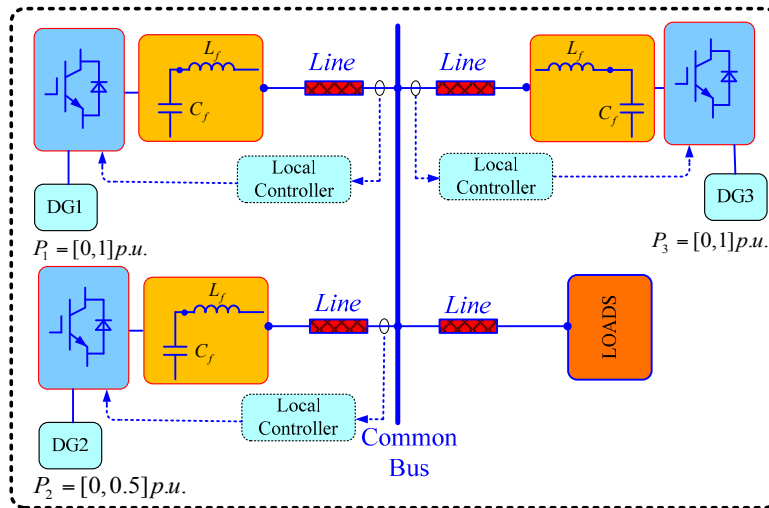 L_f
C_f
Line
Line
L_f
C_f
Local
Controller
Local
Controller
DG1
DG3
P_1 = [0,1] p.u.
P_3 = [0,1] p.u.
L_f
C_f
Line
Line
LOADS
Local
Controller
DG2
Common
Bus
P_2 = [0,0.5] p.u.